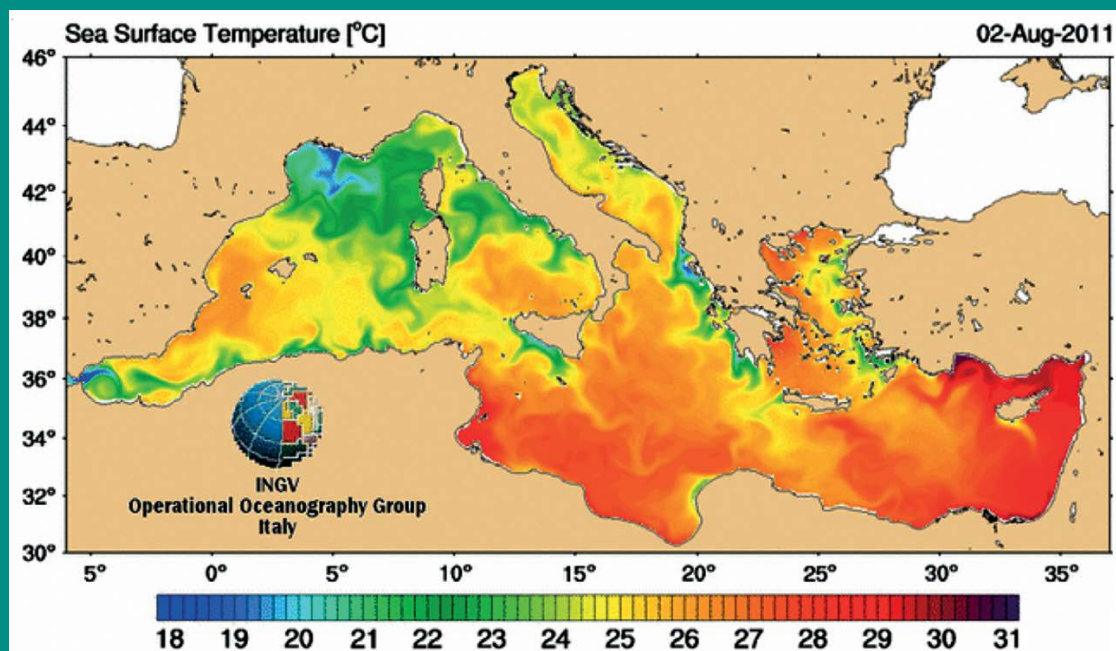 Sea Surface Temperature [°C] 02-Aug-2011
46°
44°
42°
40°
38°
36°
34°
32°
30°
INGV
Operational Oceanography Group
Italy
5° 0° 5° 10° 15° 20° 25° 30° 35°
18 19 20 21 22 23 24 25 26 27 28 29 30 31